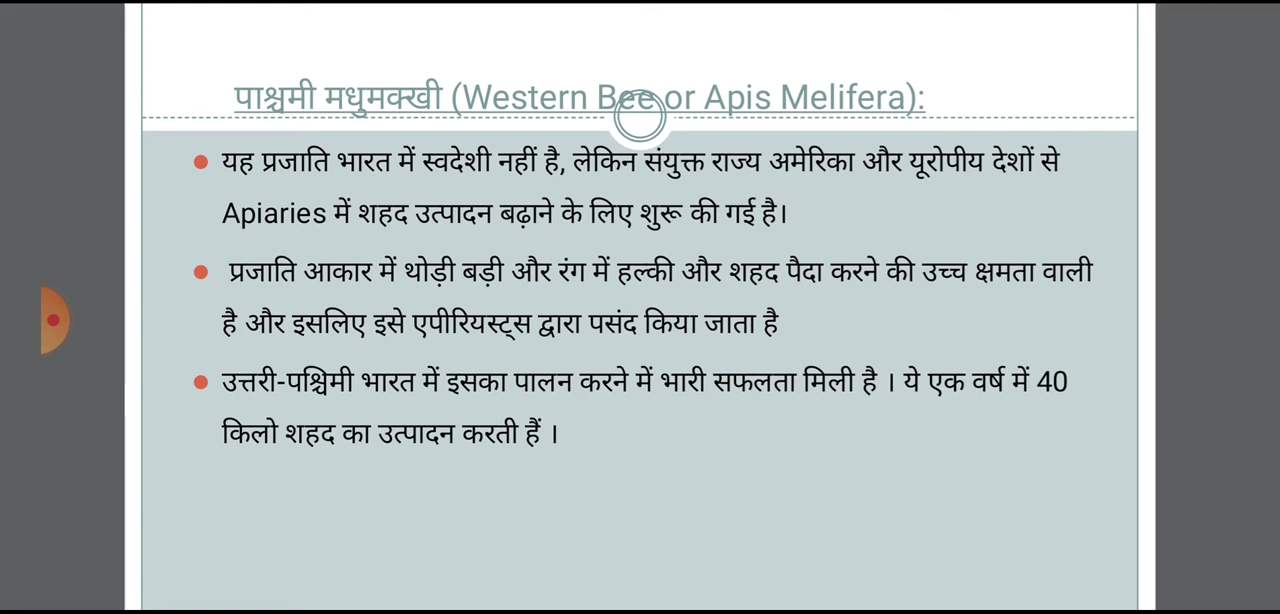 पाश्चमी मधुमक्खी (Western Bee or Apis Melifera):
यह प्रजाति भारत में स्वदेशी नहीं है, लेकिन संयुक्त राज्य अमेरिका और यूरोपीय देशों से
Apiaries में शहद उत्पादन बढ़ाने के लिए शुरू की गई है।
प्रजाति आकार में थोड़ी बड़ी और रंग में हल्की और शहद पैदा करने की उच्च क्षमता वाली
है और इसलिए इसे एपीरियस्ट्स द्वारा पसंद किया जाता है
उत्तरी-पश्चिमी भारत में इसका पालन करने में भारी सफलता मिली है । ये एक वर्ष में 40
किलो शहद का उत्पादन करती हैं ।